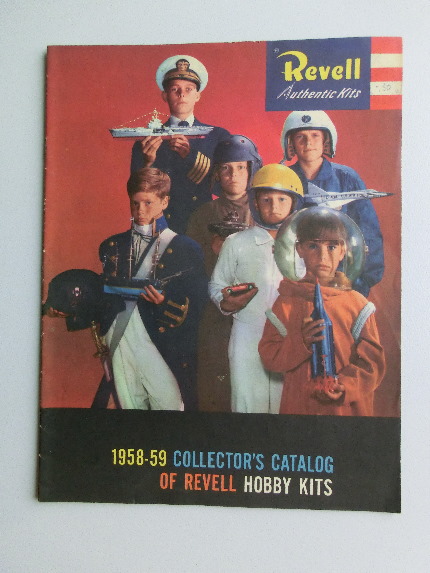 Revell
Authentic Kits
1958-59 COLLECTOR'S CATALOG
OF REVELL HOBBY KITS